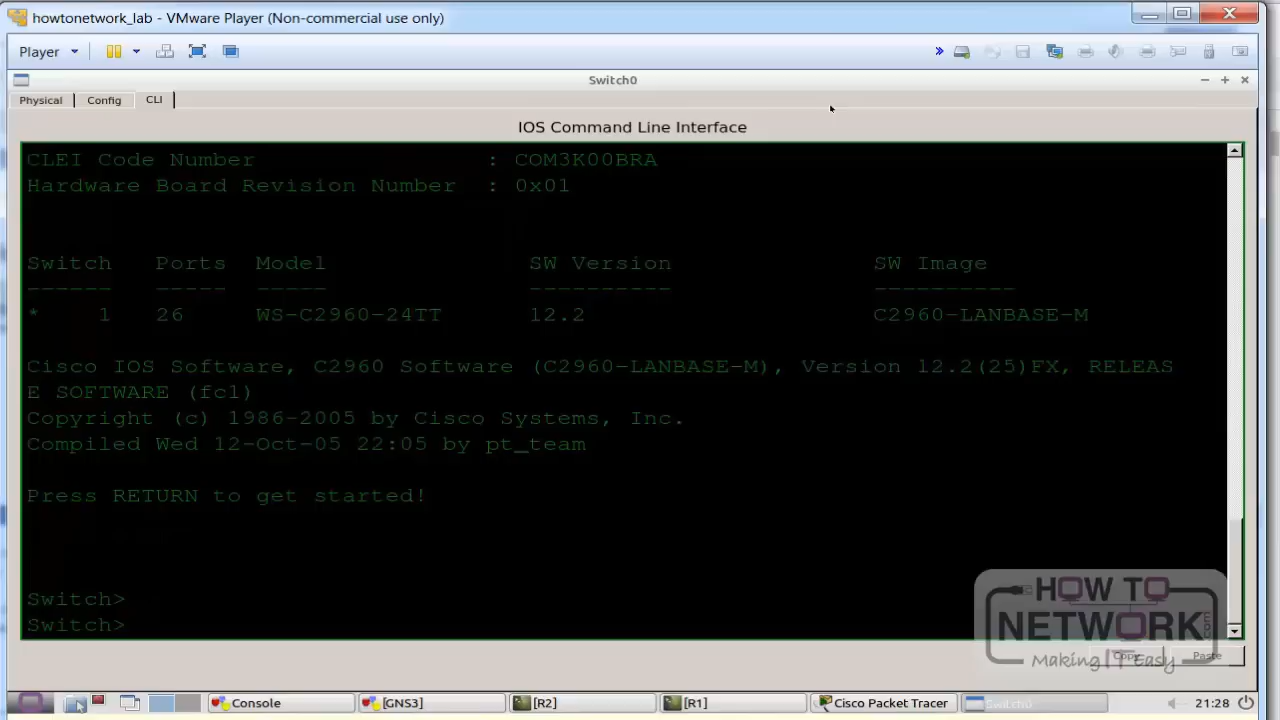 howtonetwork_lab - VMware Player (Non-commercial use only)
Player
Switch0
Physical Config CLI
IOS Command Line Interface
CLEI Code Number : COM3K00BRA
Hardware Board Revision Number : 0x01
Switch Ports Model SW Version SW Image
------ ----- ----- ---------- ----------
* 1 26 WS-C2960-24TT 12.2 C2960-LANBASE-M
Cisco IOS Software, C2960 Software (C2960-LANBASE-M), Version 12.2(25)FX, RELEAS
E SOFTWARE (fc1)
Copyright (c) 1986-2005 by Cisco Systems, Inc.
Compiled Wed 12-Oct-05 22:05 by pt_team
Press RETURN to get started!
Switch>
Switch>
HOW TO
NETWORK.COM
Making IT Easy
Copy Paste
Console [GNS3] [R2] [R1] Cisco Packet Tracer Switch0 21:28